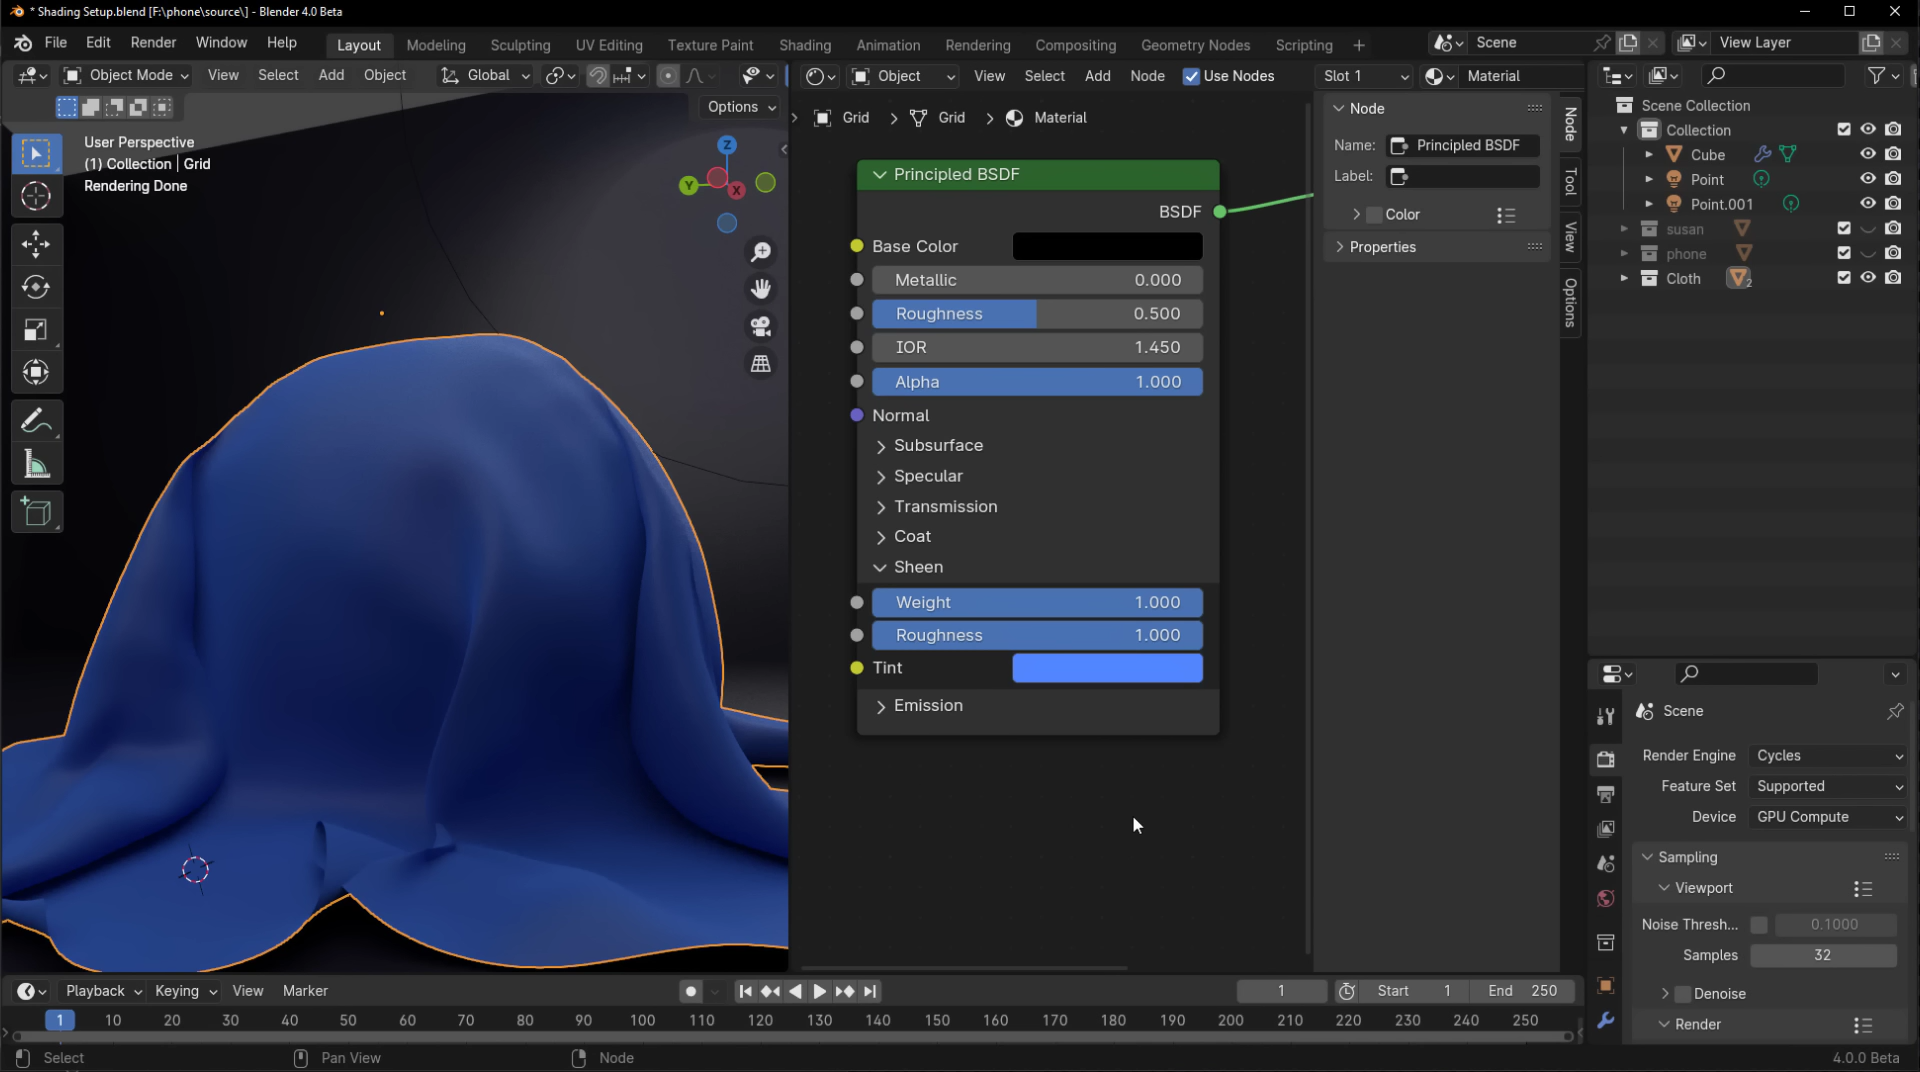 * Shading Setup.blend [F:\phone\source\] - Blender 4.0 Beta
File Edit Render Window Help Layout Modeling Sculpting UV Editing Texture Paint Shading Animation Rendering Compositing Geometry Nodes Scripting + Scene View Layer
Object Mode View Select Add Object Global Object View Select Add Node Use Nodes Slot 1 Material
Options
User Perspective
(1) Collection | Grid
Rendering Done
Z
Y
X
Grid > Grid > Material
Principled BSDF
BSDF
Base Color
Metallic 0.000
Roughness 0.500
IOR 1.450
Alpha 1.000
Normal
Subsurface
Specular
Transmission
Coat
Sheen
Weight 1.000
Roughness 1.000
Tint
Emission
Node
Name: Principled BSDF
Label:
Color
Properties
Node
Tool
View
Options
Scene Collection
Collection
Cube
Point
Point.001
susan
phone
Cloth 2
Scene
Render Engine Cycles
Feature Set Supported
Device GPU Compute
Sampling
Viewport
Noise Thresh... 0.1000
Samples 32
Denoise
Render
Playback Keying View Marker 1 Start 1 End 250
1 10 20 30 40 50 60 70 80 90 100 110 120 130 140 150 160 170 180 190 200 210 220 230 240 250
Select Pan View Node 4.0.0 Beta